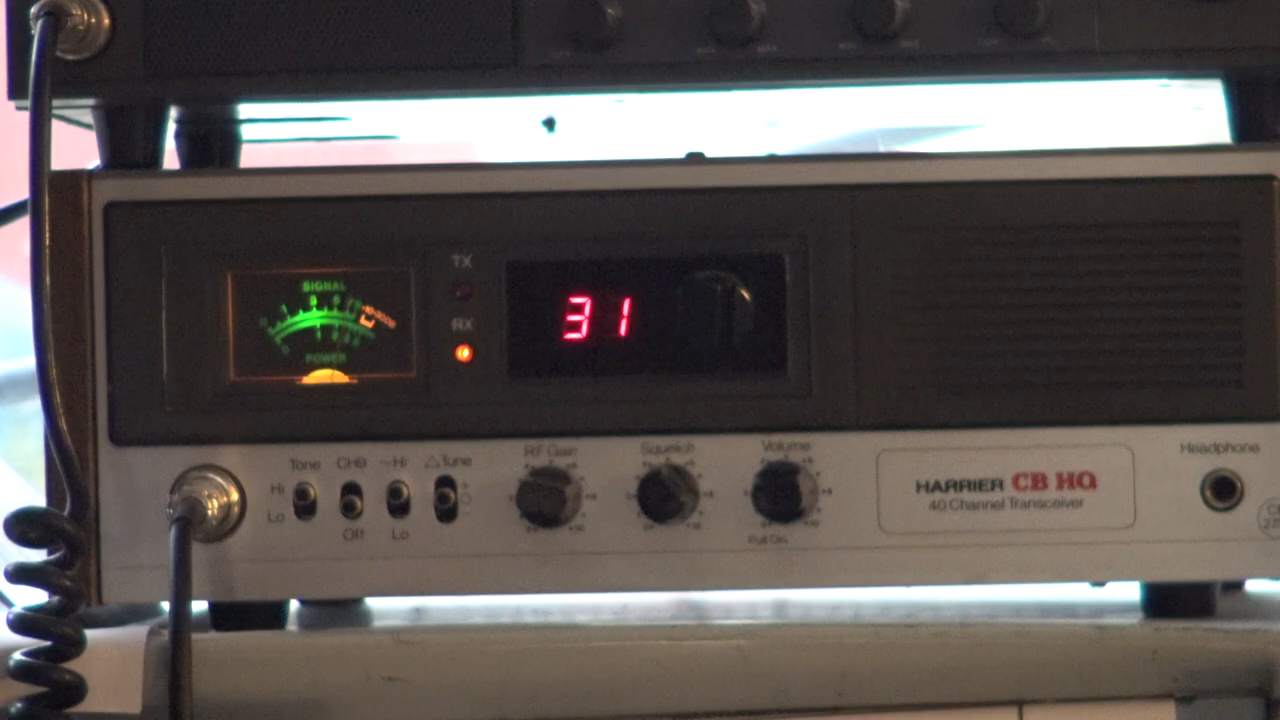 SIGNAL
POWER
TX
RX
31
Tone
CH9
Hi
△Tune
Hi
Lo
Off
Lo
RF Gain
Squelch
Volume
Pull On
HARRIER CB HQ
40 Channel Transceiver
Headphone